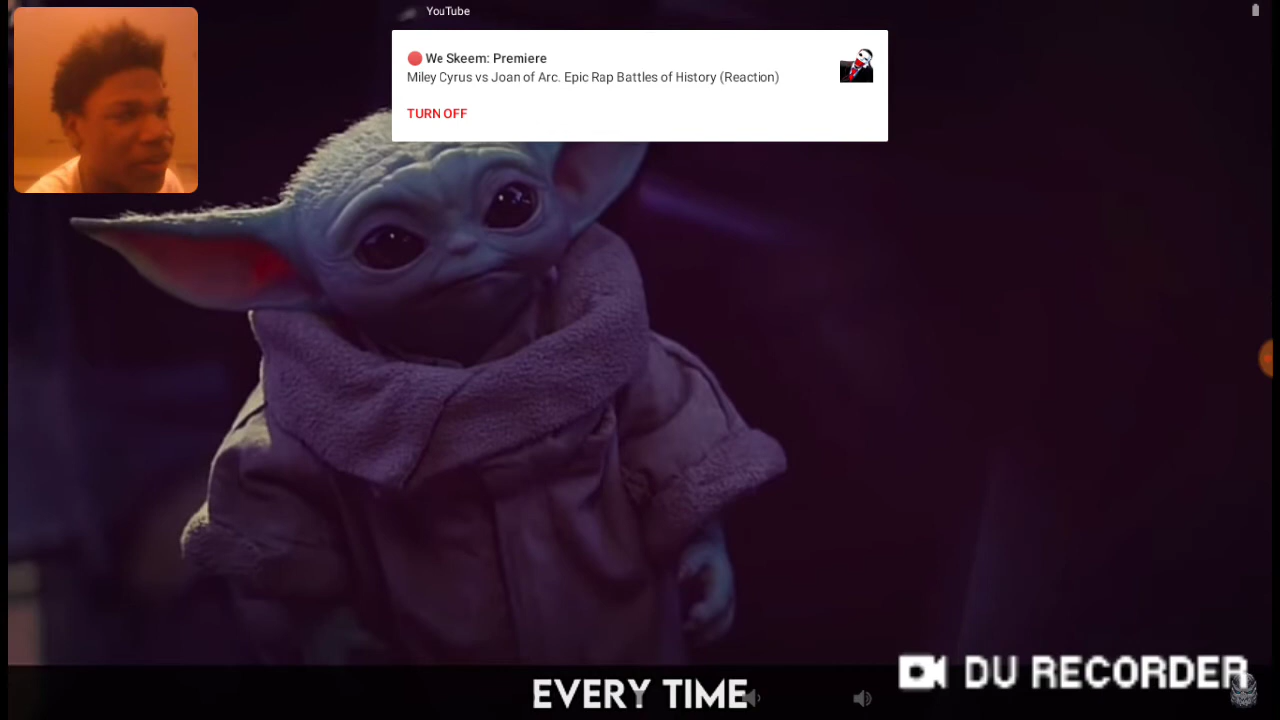 YouTube
🔴 We Skeem: Premiere
Miley Cyrus vs Joan of Arc. Epic Rap Battles of History (Reaction)
TURN OFF
DU RECORDER
EVERY TIME